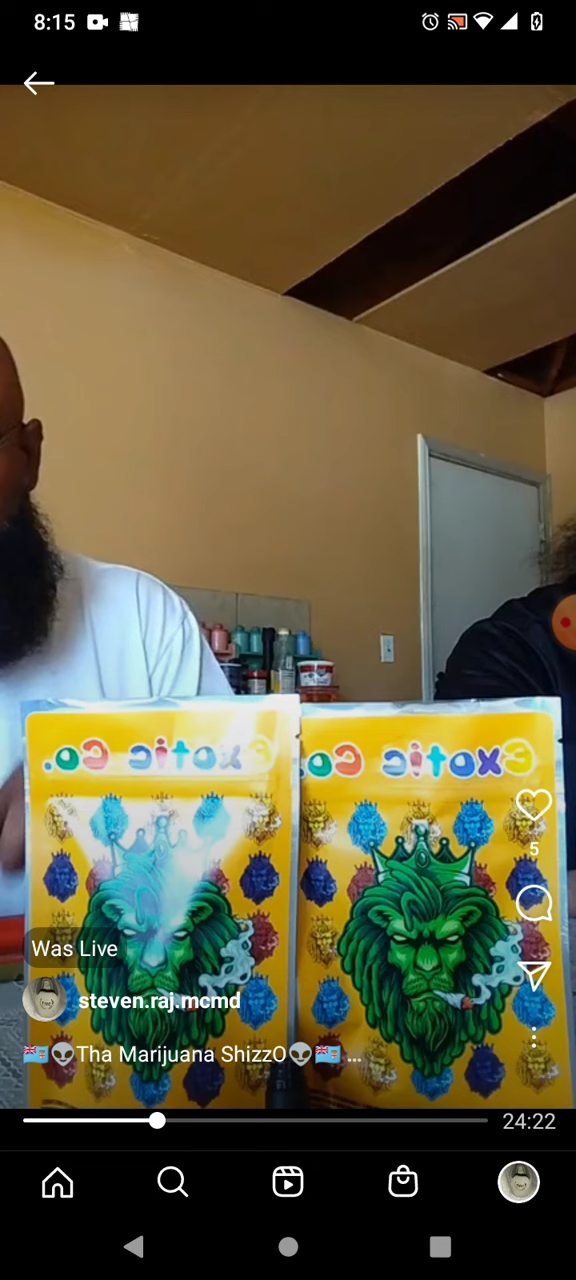 8:15
Exotic Co.
Exotic Co.
5
Was Live
steven.raj.mcmd
🇫🇯👽Tha Marijuana ShizzO👽🇫🇯 ...
24:22